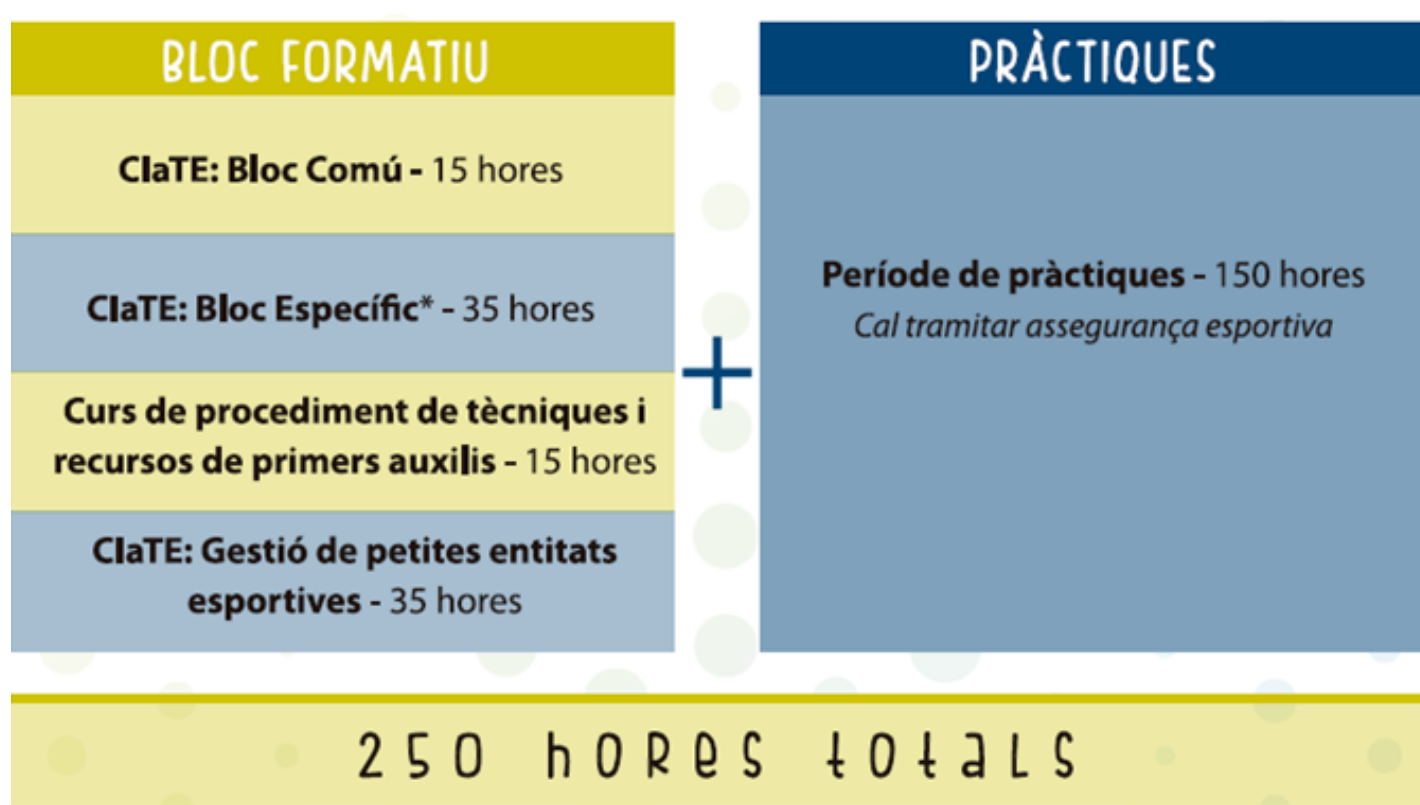 BLOC FORMATIU
CIaTE: Bloc Comú - 15 hores
CIaTE: Bloc Específic* - 35 hores
Curs de procediment de tècniques i
recursos de primers auxilis - 15 hores
CIaTE: Gestió de petites entitats
esportives - 35 hores
+
PRÀCTIQUES
Període de pràctiques - 150 hores
Cal tramitar assegurança esportiva
250 hores totals